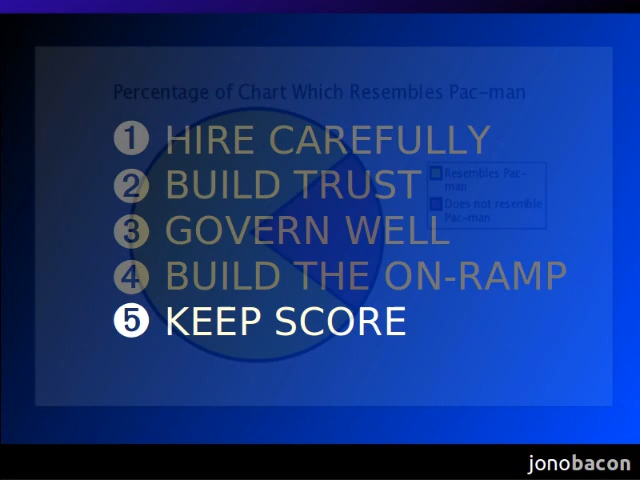 Percentage of Chart Which Resembles Pac-man
❶ HIRE CAREFULLY
❷ BUILD TRUST
Resembles Pac-
man
Does not resemble
Pac-man
❸ GOVERN WELL
❹ BUILD THE ON-RAMP
❺ KEEP SCORE
jonobacon